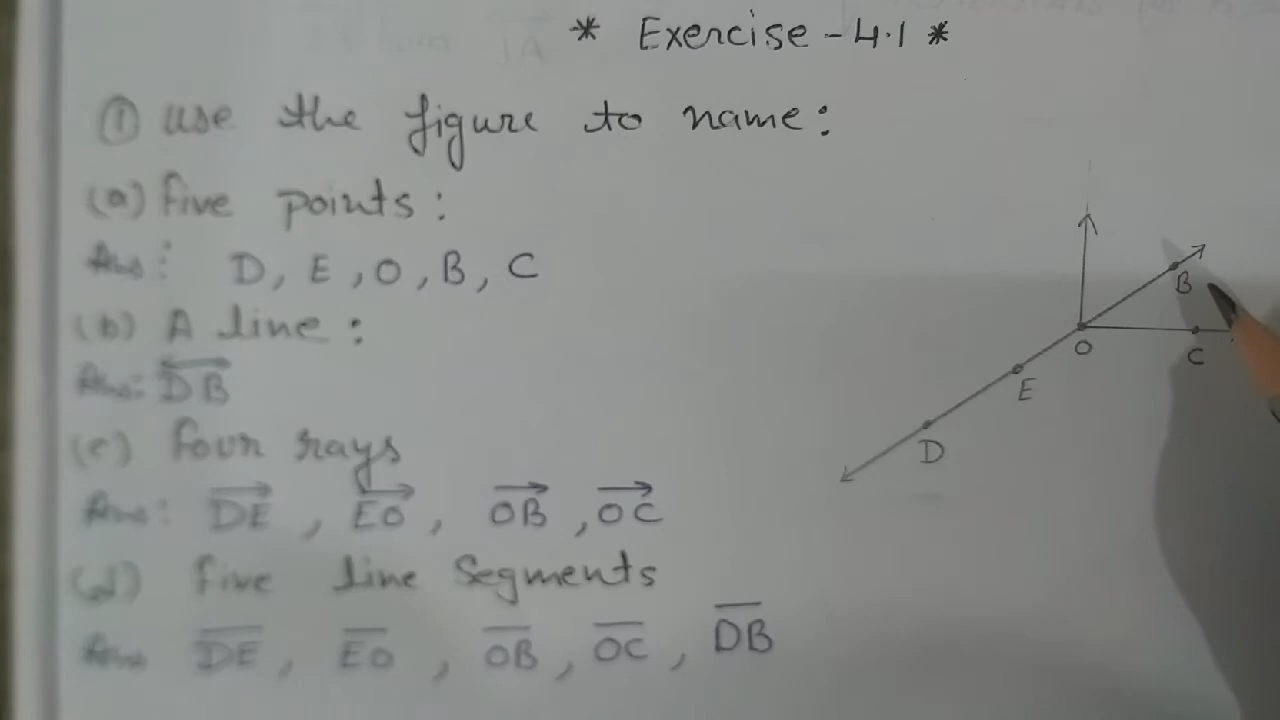 * Exercise - 4.1 *
① use the figure to name:
(a) five points:
Ans: D, E, O, B, C
(b) A line:
Ans: D͡B
(c) four rays
Ans: DE, EO, OB, OC
(d) five line Segments
Ans DE, EO, OB, OC, DB
B
O
C
E
D